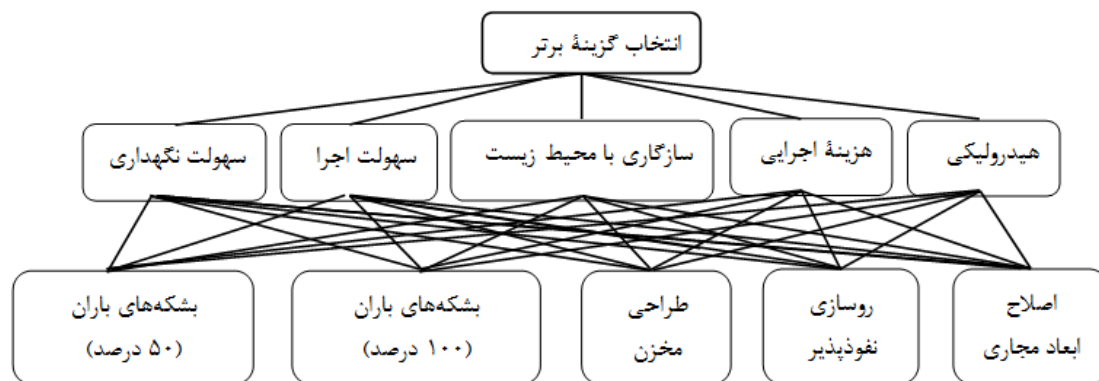 انتخاب گزینهٔ برتر
هیدرولیکی
هزینهٔ اجرایی
سازگاری با محیط زیست
سهولت اجرا
سهولت نگهداری
اصلاح
ابعاد مجاری
روسازی
نفوذپذیر
طراحی
مخزن
بشکه‌های باران
(۱۰۰ درصد)
بشکه‌های باران
(۵۰ درصد)